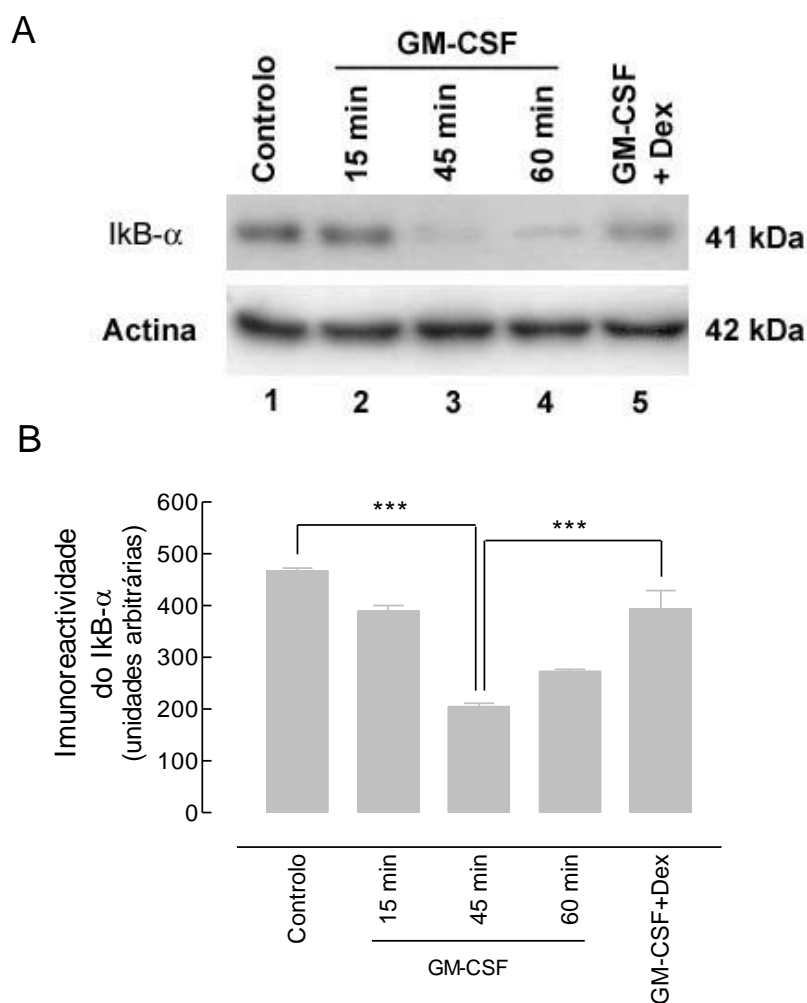 A
GM-CSF
Controlo
15 min
45 min
60 min
GM-CSF
+ Dex
IkB-α
41 kDa
Actina
42 kDa
1 2 3 4 5
B
Imunoreactividade
do IkB-α
(unidades arbitrárias)
600
500
400
300
200
100
0
***
***
Controlo
15 min
45 min
60 min
GM-CSF+Dex
GM-CSF